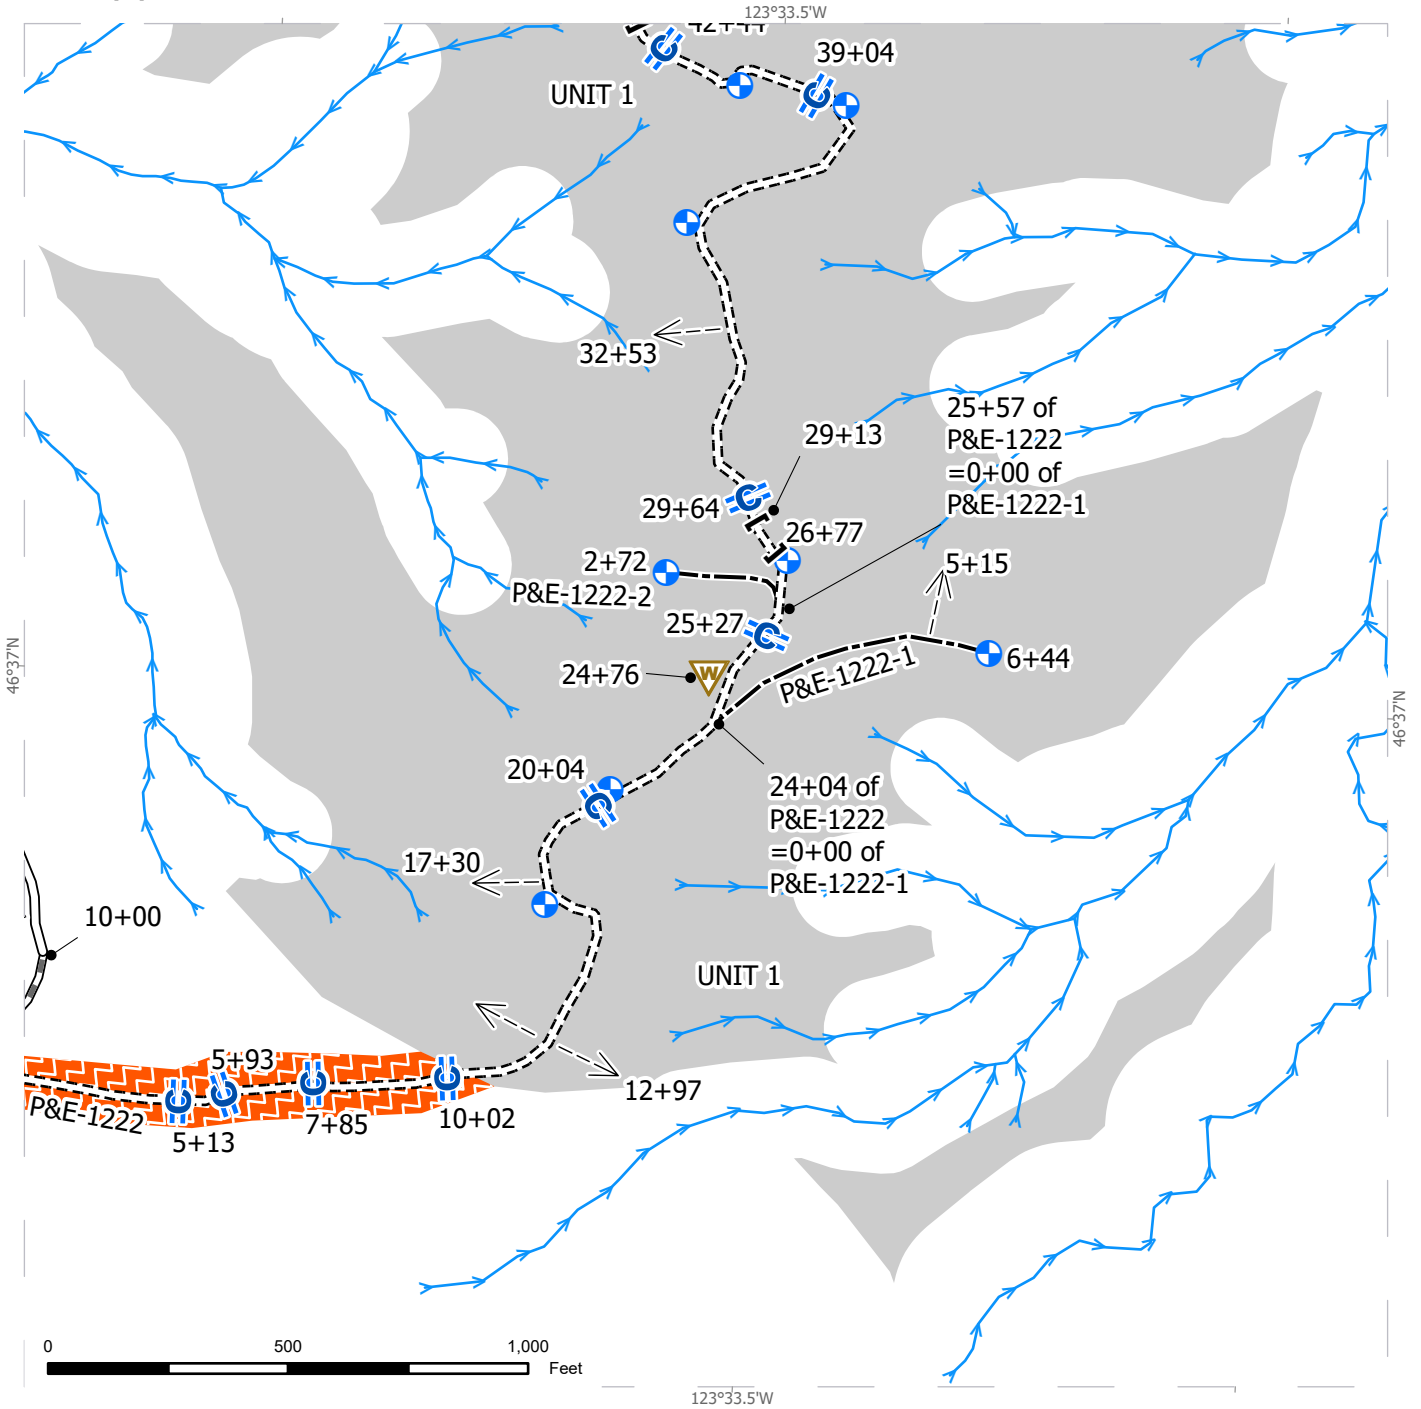 123°33.5'W
42+44
39+04
UNIT 1
32+53
25+57 of
P&E-1222
=0+00 of
P&E-1222-1
29+13
29+64
26+77
2+72
P&E-1222-2
5+15
25+27
46°37'N
24+76
P&E-1222-1
6+44
46°37'N
20+04
24+04 of
P&E-1222
=0+00 of
P&E-1222-1
17+30
10+00
UNIT 1
5+93
12+97
P&E-1222
5+13
7+85
10+02
0 500 1,000
Feet
123°33.5'W
C
C
C
C
W
C
C
C
C
C